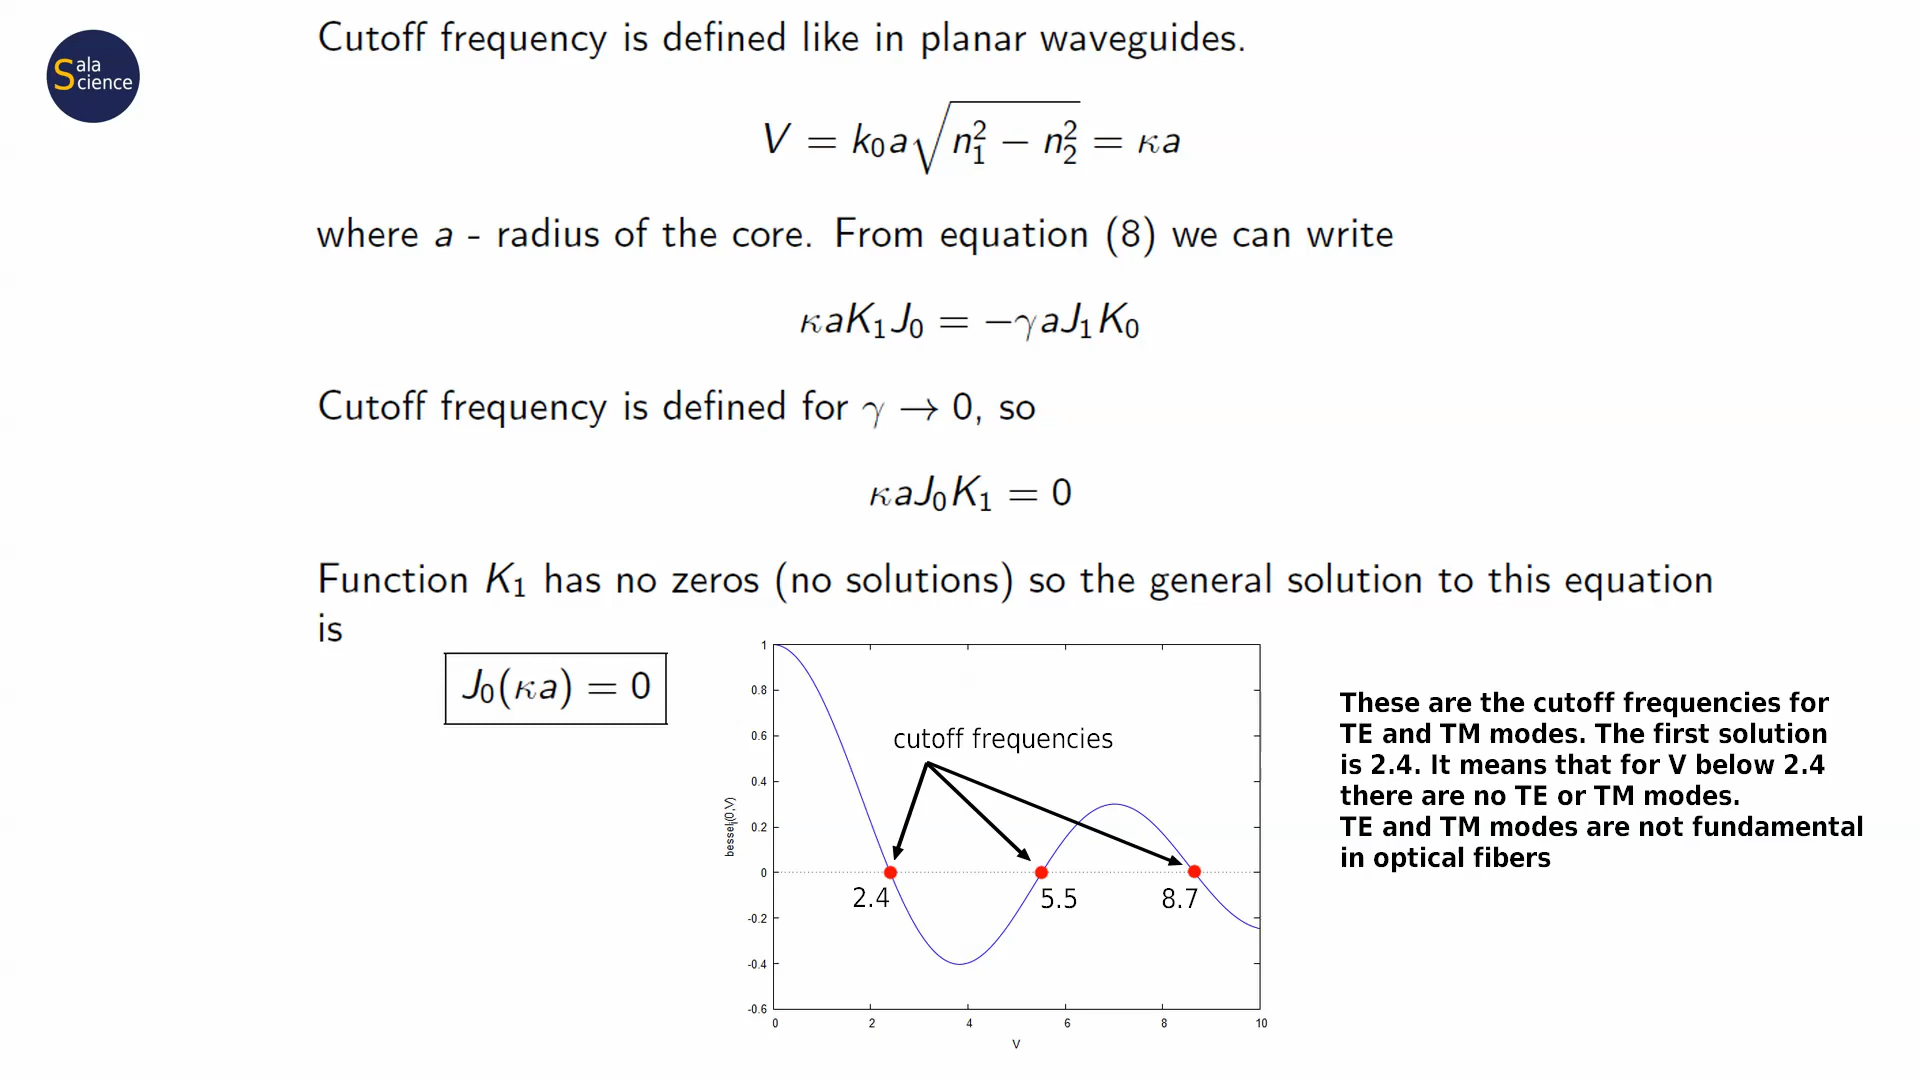 Sala
Science
Cutoff frequency is defined like in planar waveguides.
V = k₀a√(n₁² − n₂²) = κa
where a - radius of the core. From equation (8) we can write
κaK₁J₀ = −γaJ₁K₀
Cutoff frequency is defined for γ → 0, so
κaJ₀K₁ = 0
Function K₁ has no zeros (no solutions) so the general solution to this equation
is
J₀(κa) = 0
1
0.8
0.6
0.4
0.2
0
-0.2
-0.4
-0.6
besselj(0,V)
cutoff frequencies
2.4
5.5
8.7
0
2
4
6
8
10
V
These are the cutoff frequencies for
TE and TM modes. The first solution
is 2.4. It means that for V below 2.4
there are no TE or TM modes.
TE and TM modes are not fundamental
in optical fibers